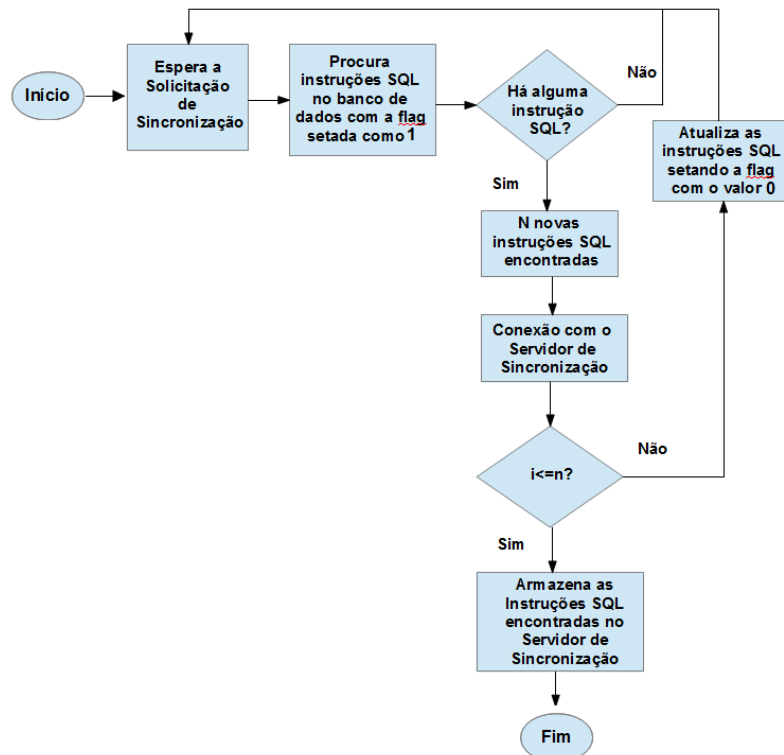 Início
Espera a
Solicitação
de
Sincronização
Procura
instruções SQL
no banco de
dados com a flag
setada como 1
Há alguma
instrução
SQL?
Não
Atualiza as
instruções SQL
setando a flag
com o valor 0
Sim
N novas
instruções SQL
encontradas
Conexão com o
Servidor de
Sincronização
i<=n?
Não
Sim
Armazena as
Instruções SQL
encontradas no
Servidor de
Sincronização
Fim